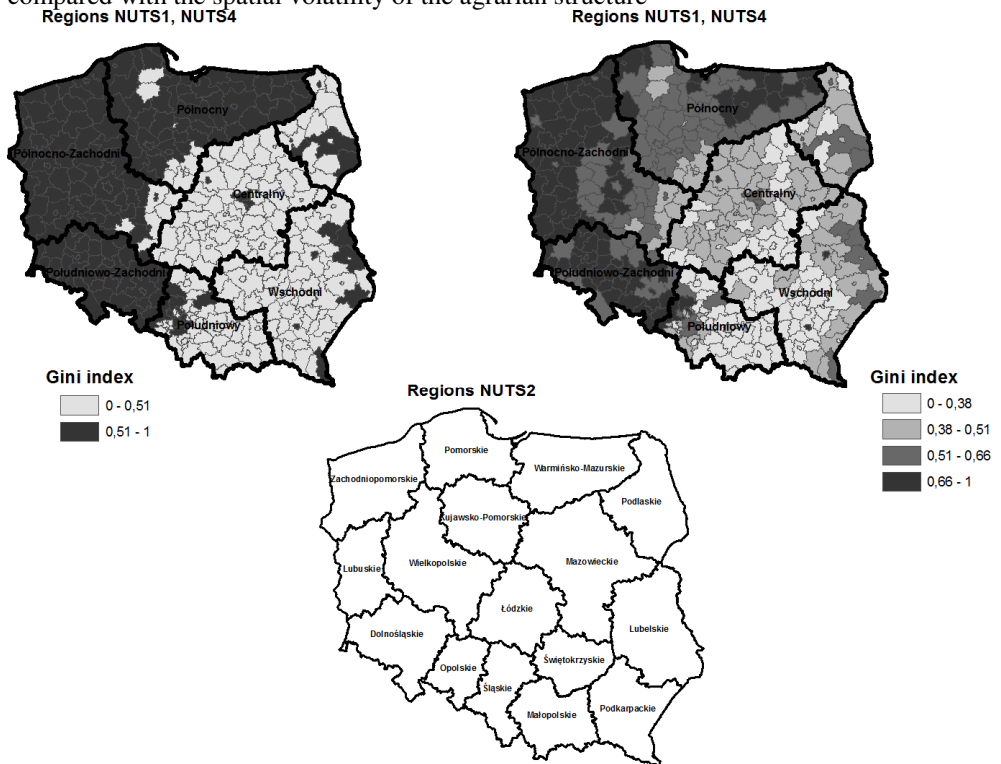 compared with the spatial volatility of the agrarian structure
Regions NUTS1, NUTS4
Regions NUTS1, NUTS4
Północny
Północno-Zachodni
Centralny
Południowo-Zachodni
Wschodni
Południowy
Północny
Północno-Zachodni
Centralny
Południowo-Zachodni
Wschodni
Południowy
Gini index
0 - 0,51
0,51 - 1
Gini index
0 - 0,38
0,38 - 0,51
0,51 - 0,66
0,66 - 1
Regions NUTS2
Pomorskie
Warmińsko-Mazurskie
Zachodniopomorskie
Podlaskie
Kujawsko-Pomorskie
Mazowieckie
Wielkopolskie
Lubuskie
Łódzkie
Lubelskie
Dolnośląskie
Świętokrzyskie
Opolskie
Śląskie
Podkarpackie
Małopolskie